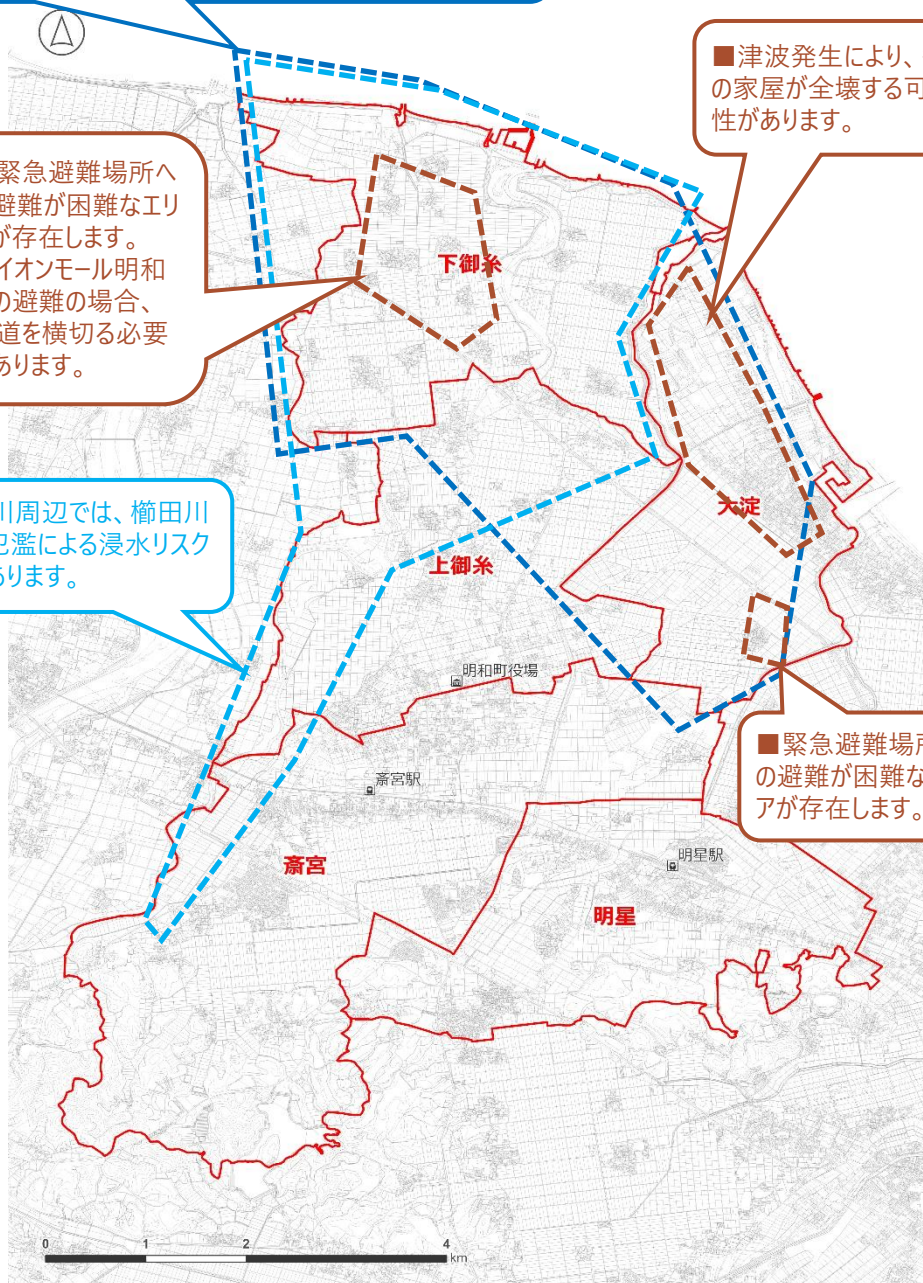 ■津波発生により、
の家屋が全壊する可
性があります。
緊急避難場所へ
避難が困難なエリ
が存在します。
イオンモール明和
の避難の場合、
道を横切る必要
あります。
下御糸
大淀
川周辺では、櫛田川
氾濫による浸水リスク
あります。
上御糸
明和町役場
■緊急避難場所
の避難が困難な
アが存在します。
斎宮駅
明星駅
斎宮
明星
0 1 2 4
km